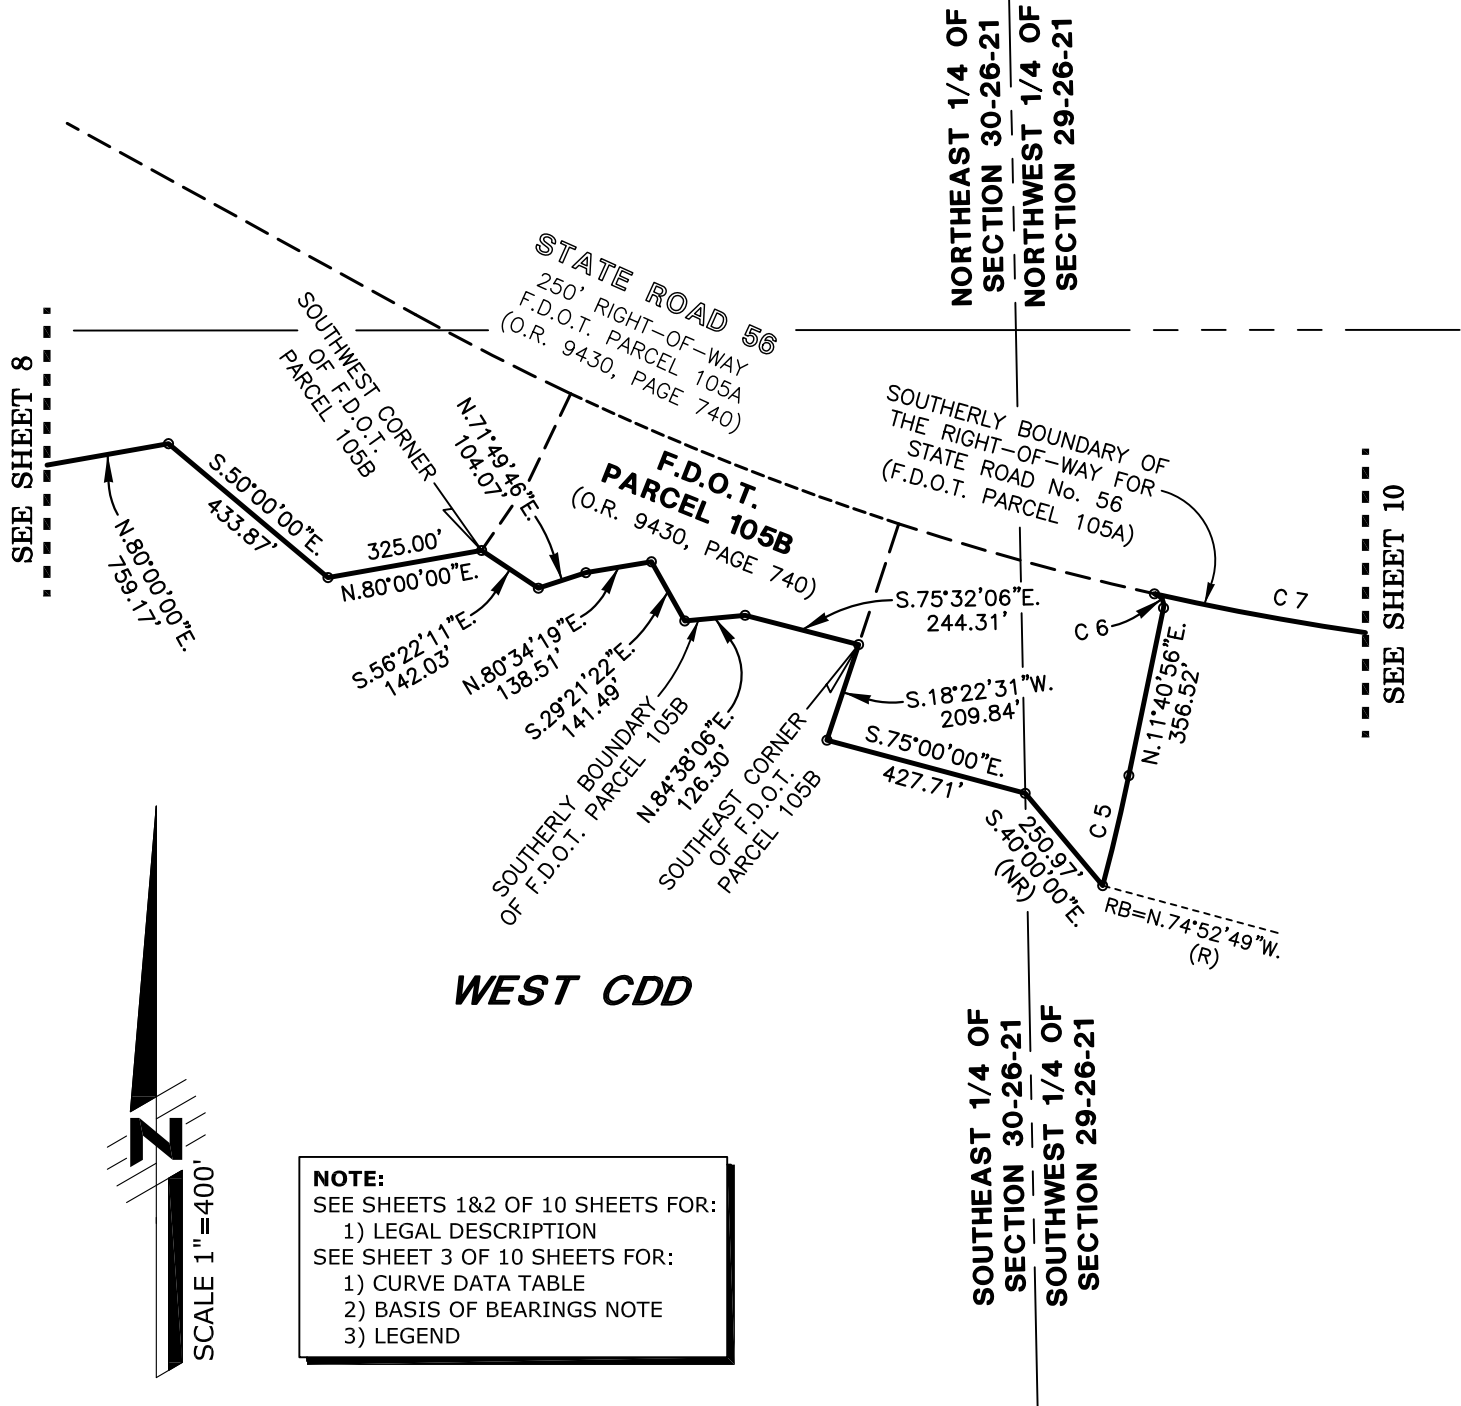 NORTHEAST 1/4 OF
SECTION 30-26-21
NORTHWEST 1/4 OF
SECTION 29-26-21
STATE ROAD 56
250' RIGHT-OF-WAY
F.D.O.T. PARCEL 105A
(O.R. 9430, PAGE 740)
SEE SHEET 8
SOUTHWEST CORNER
OF F.D.O.T.
PARCEL 105B
N.71°49'46"E.
104.07'
F.D.O.T.
PARCEL 105B
(O.R. 9430, PAGE 740)
SOUTHERLY BOUNDARY OF
THE RIGHT-OF-WAY FOR
STATE ROAD No. 56
(F.D.O.T. PARCEL 105A)
SEE SHEET 10
N.80°00'00"E.
759.17'
S.50°00'00"E.
433.87'
325.00'
N.80°00'00"E.
S.56°22'11"E.
142.03'
N.80°34'19"E.
138.51'
S.29°21'22"E.
141.49'
SOUTHERLY BOUNDARY
OF F.D.O.T. PARCEL 105B
N.84°38'06"E.
126.30'
S.75°32'06"E.
244.31'
S.18°22'31"W.
209.84'
SOUTHEAST CORNER
OF F.D.O.T.
PARCEL 105B
S.75°00'00"E.
427.71'
250.97'
S.40°00'00"E.
(NR)
C 5
C 6
C 7
N.11°40'56"E.
356.52'
RB=N.74°52'49"W.
(R)
WEST CDD
N
SCALE 1"=400'
SOUTHEAST 1/4 OF
SECTION 30-26-21
SOUTHWEST 1/4 OF
SECTION 29-26-21
NOTE:
SEE SHEETS 1&2 OF 10 SHEETS FOR:
1) LEGAL DESCRIPTION
SEE SHEET 3 OF 10 SHEETS FOR:
1) CURVE DATA TABLE
2) BASIS OF BEARINGS NOTE
3) LEGEND